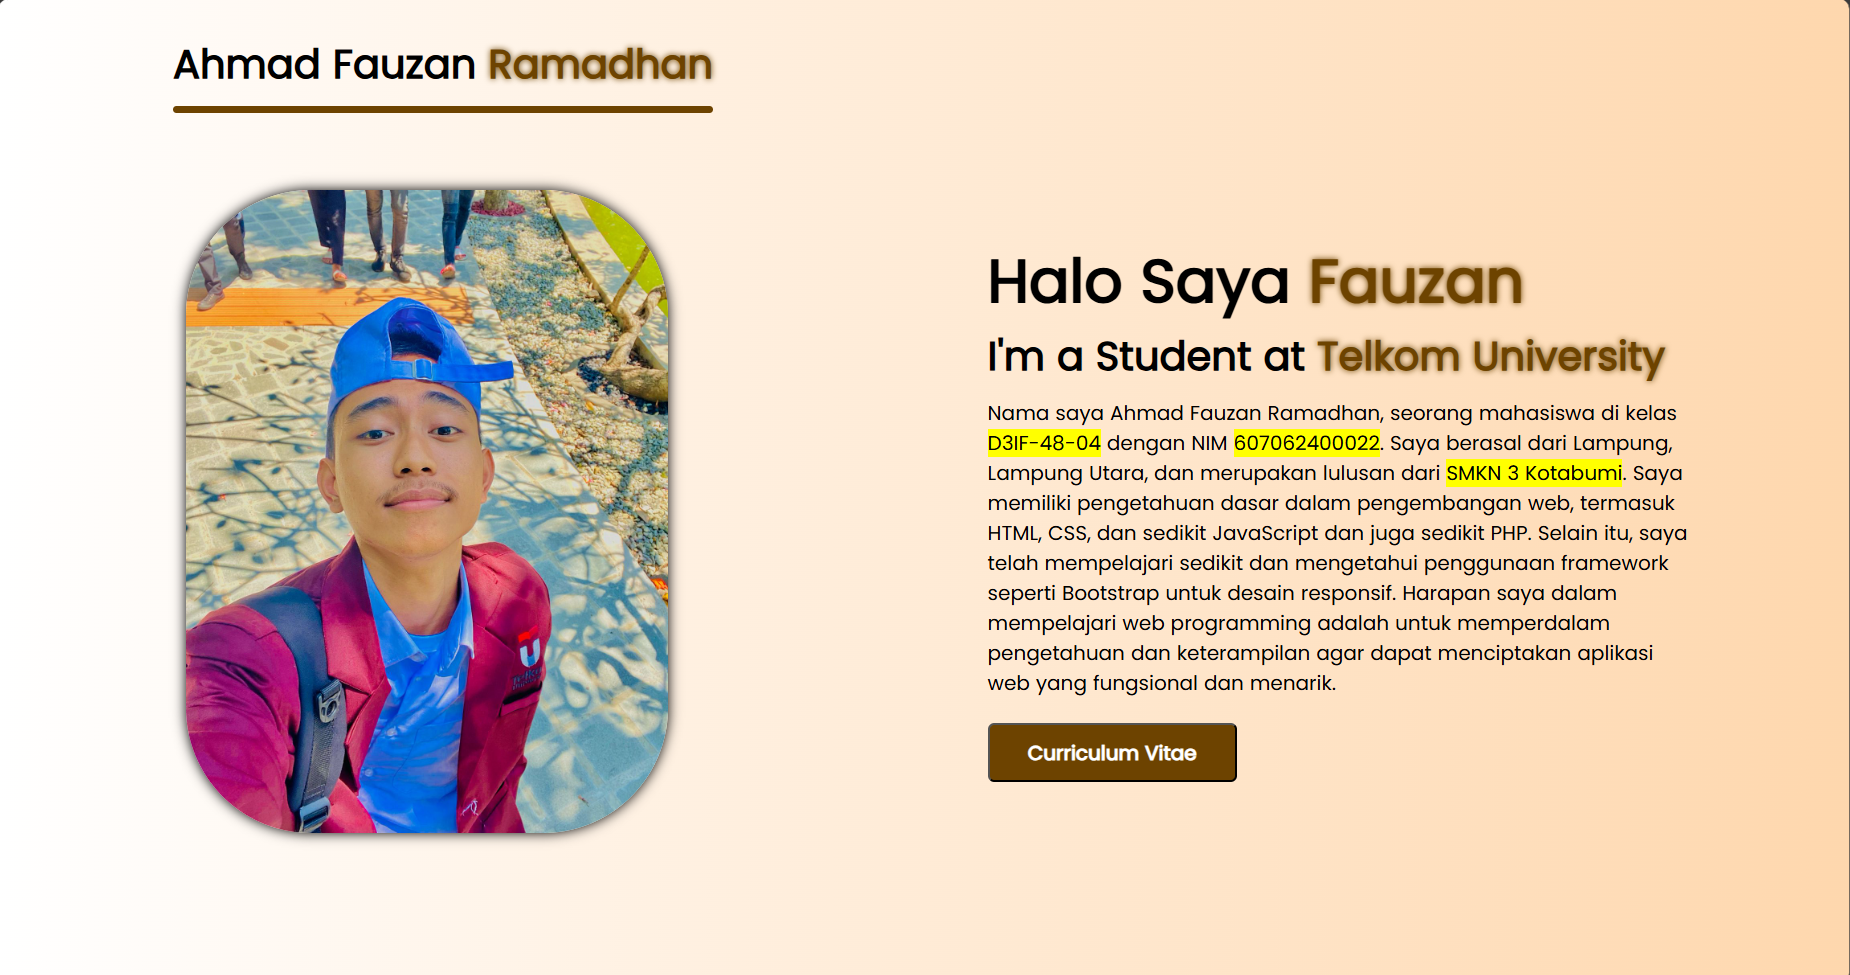 Ahmad Fauzan Ramadhan
Halo Saya Fauzan
I'm a Student at Telkom University
Nama saya Ahmad Fauzan Ramadhan, seorang mahasiswa di kelas
D3IF-48-04 dengan NIM 607062400022. Saya berasal dari Lampung,
Lampung Utara, dan merupakan lulusan dari SMKN 3 Kotabumi. Saya
memiliki pengetahuan dasar dalam pengembangan web, termasuk
HTML, CSS, dan sedikit JavaScript dan juga sedikit PHP. Selain itu, saya
telah mempelajari sedikit dan mengetahui penggunaan framework
seperti Bootstrap untuk desain responsif. Harapan saya dalam
mempelajari web programming adalah untuk memperdalam
pengetahuan dan keterampilan agar dapat menciptakan aplikasi
web yang fungsional dan menarik.
Curriculum Vitae